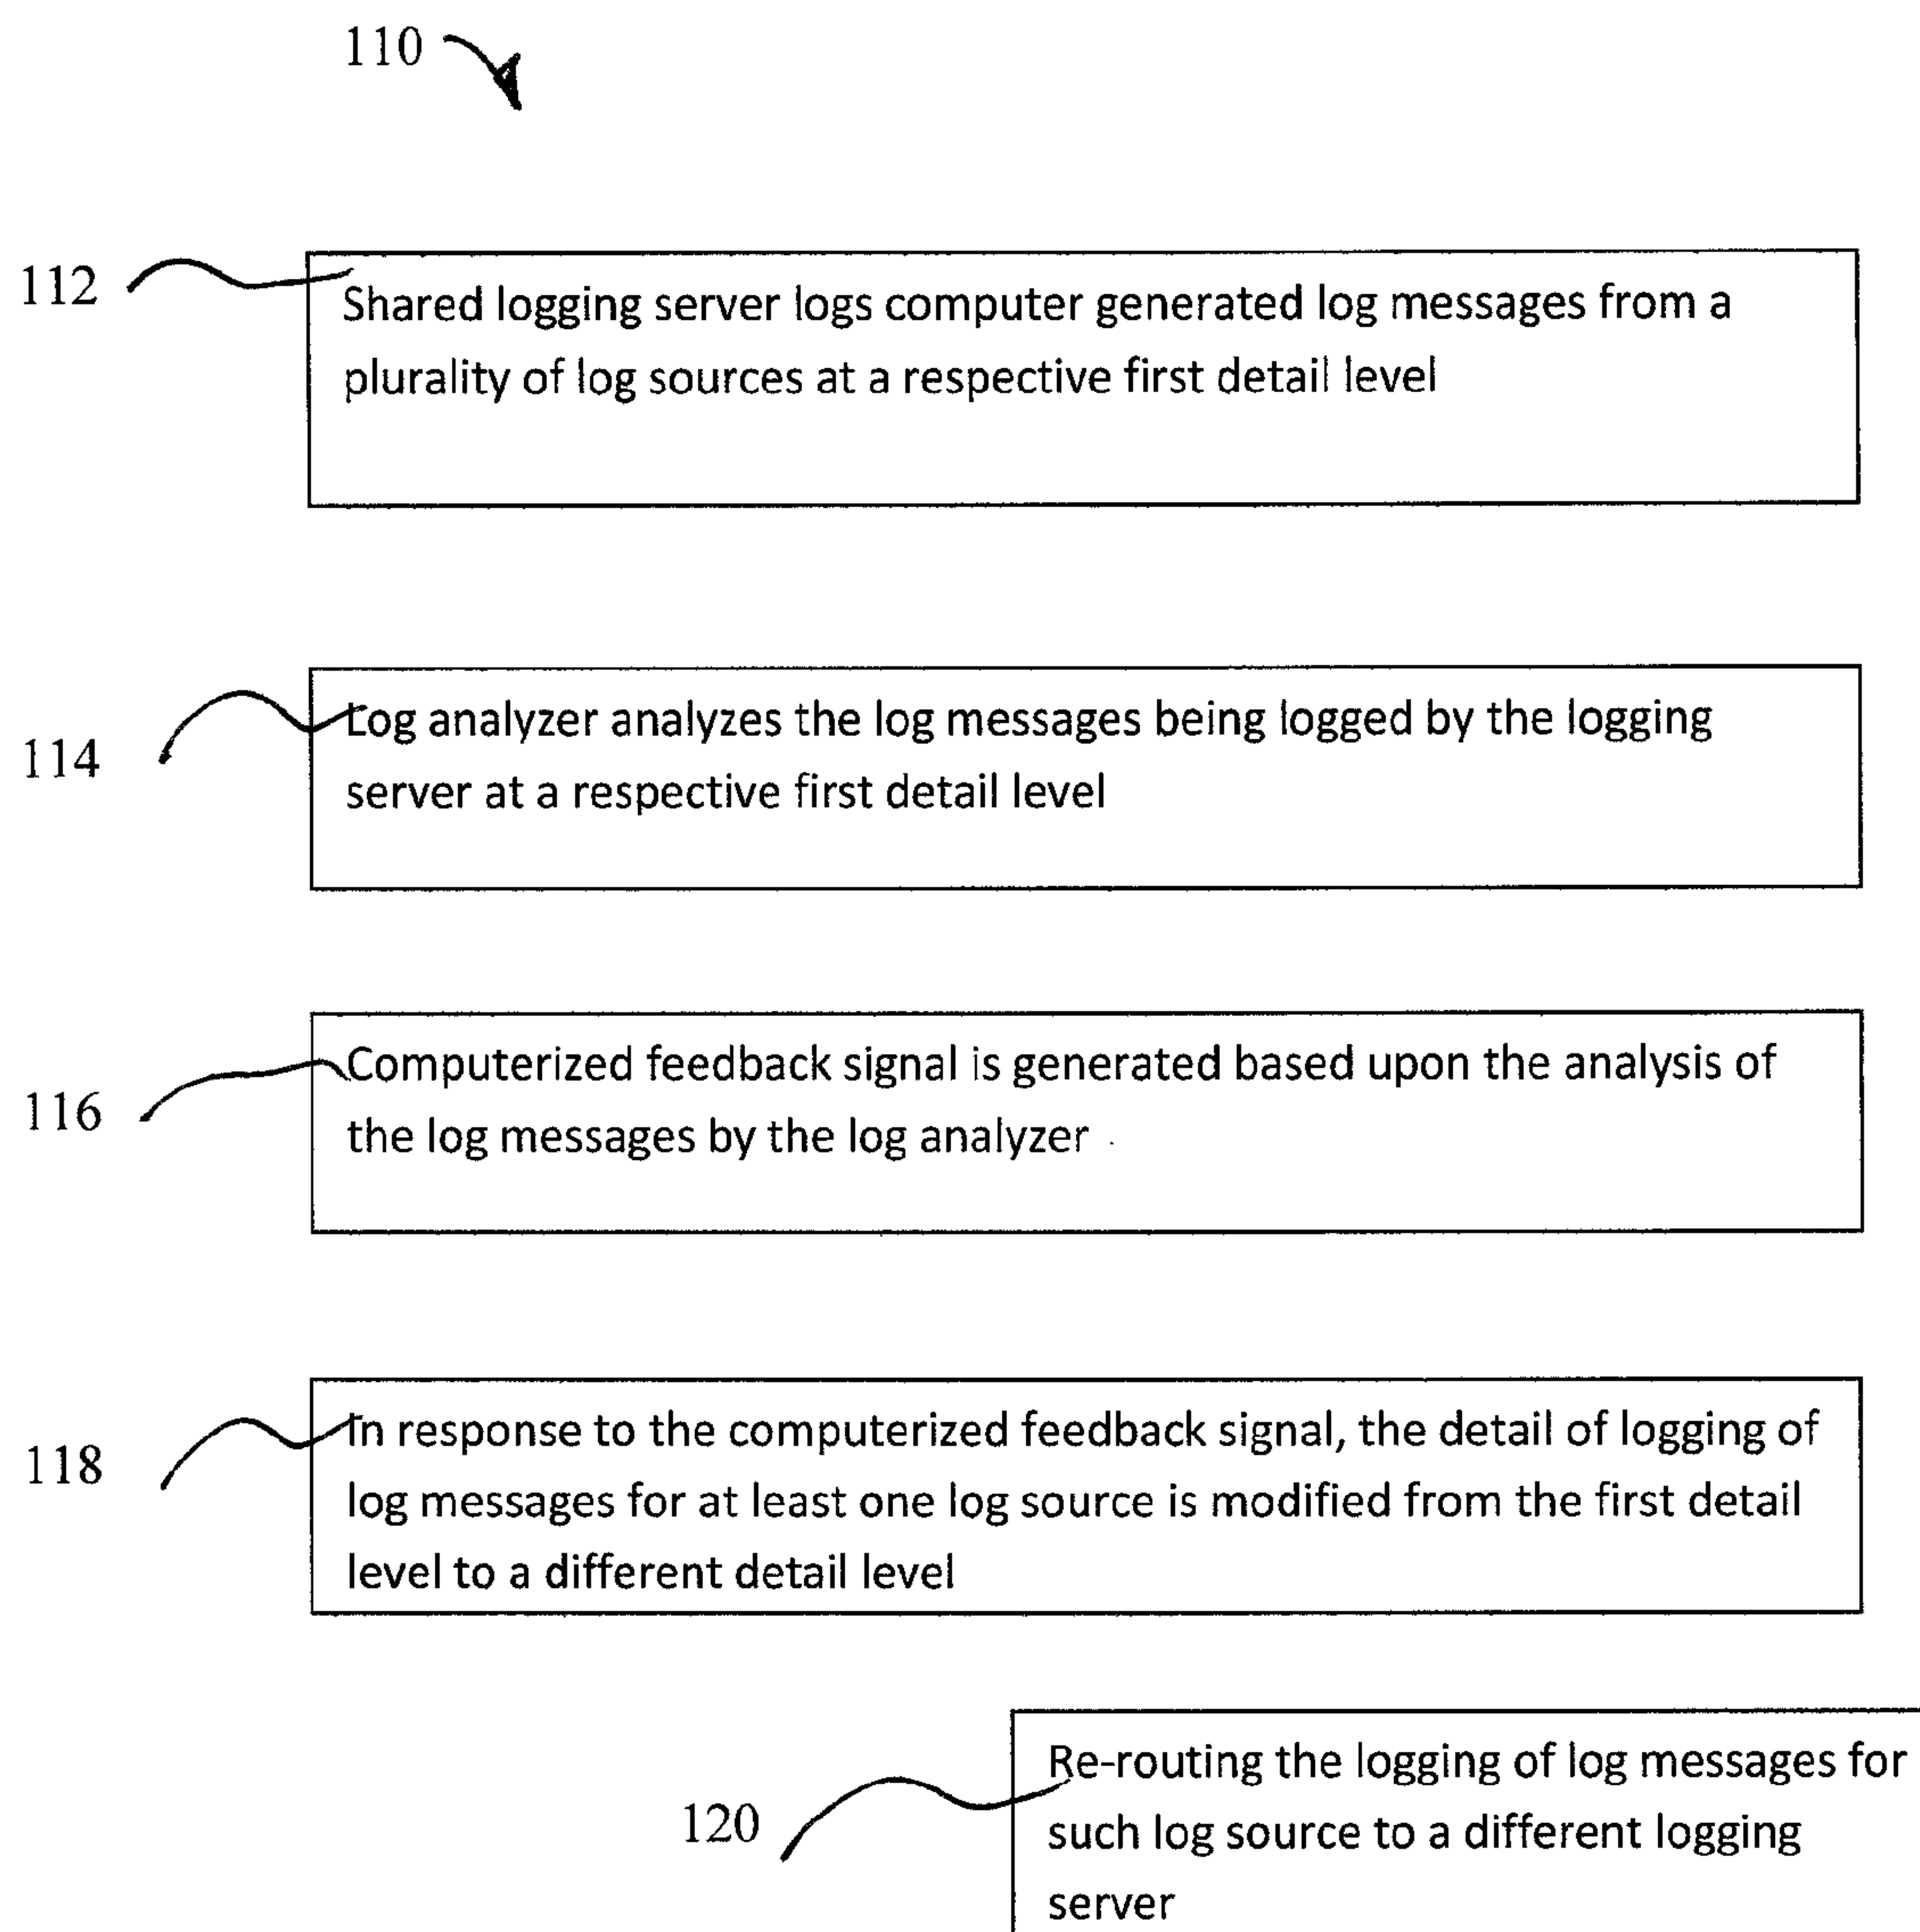 110
112
Shared logging server logs computer generated log messages from a
plurality of log sources at a respective first detail level
114
Log analyzer analyzes the log messages being logged by the logging
server at a respective first detail level
116
Computerized feedback signal is generated based upon the analysis of
the log messages by the log analyzer
118
In response to the computerized feedback signal, the detail of logging of
log messages for at least one log source is modified from the first detail
level to a different detail level
120
Re-routing the logging of log messages for
such log source to a different logging
server